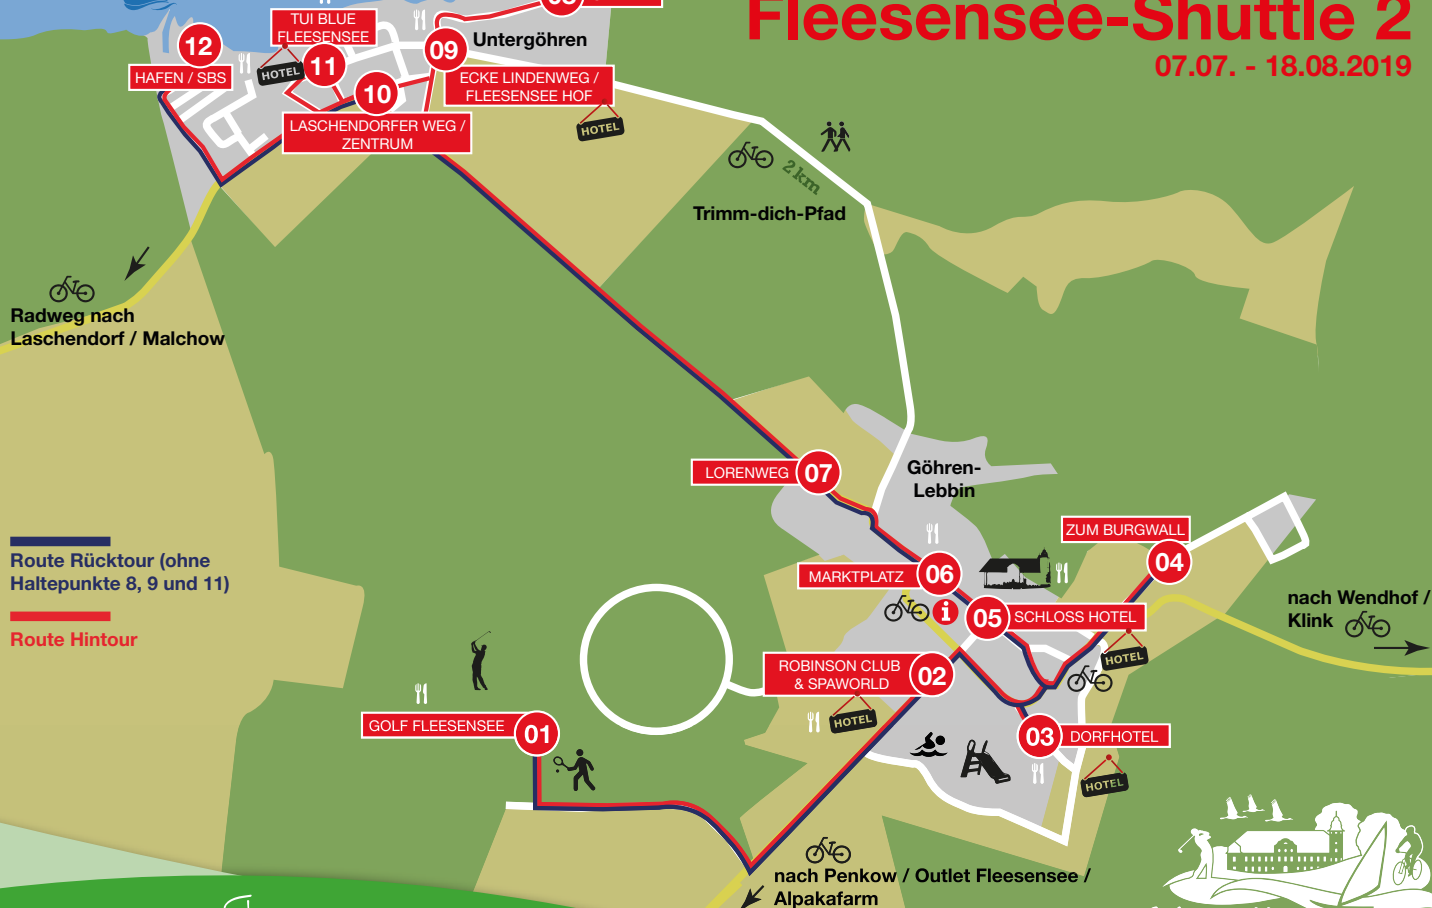 Fleesensee-Shuttle 2
07.07. - 18.08.2019
TUI BLUE
FLEESENSEE
Untergöhren
12
HAFEN / SBS
HOTEL
11
09
ECKE LINDENWEG /
FLEESENSEE HOF
10
LASCHENDORFER WEG /
ZENTRUM
HOTEL
2 km
Trimm-dich-Pfad
Radweg nach
Laschendorf / Malchow
LORENWEG
07
Göhren-
Lebbin
ZUM BURGWALL
04
Route Rücktour (ohne
Haltepunkte 8, 9 und 11)
Route Hintour
MARKTPLATZ
06
i
05
SCHLOSS HOTEL
HOTEL
nach Wendhof /
Klink
ROBINSON CLUB
& SPAWORLD
02
HOTEL
GOLF FLEESENSEE
01
03
DORFHOTEL
HOTEL
nach Penkow / Outlet Fleesensee /
Alpakafarm